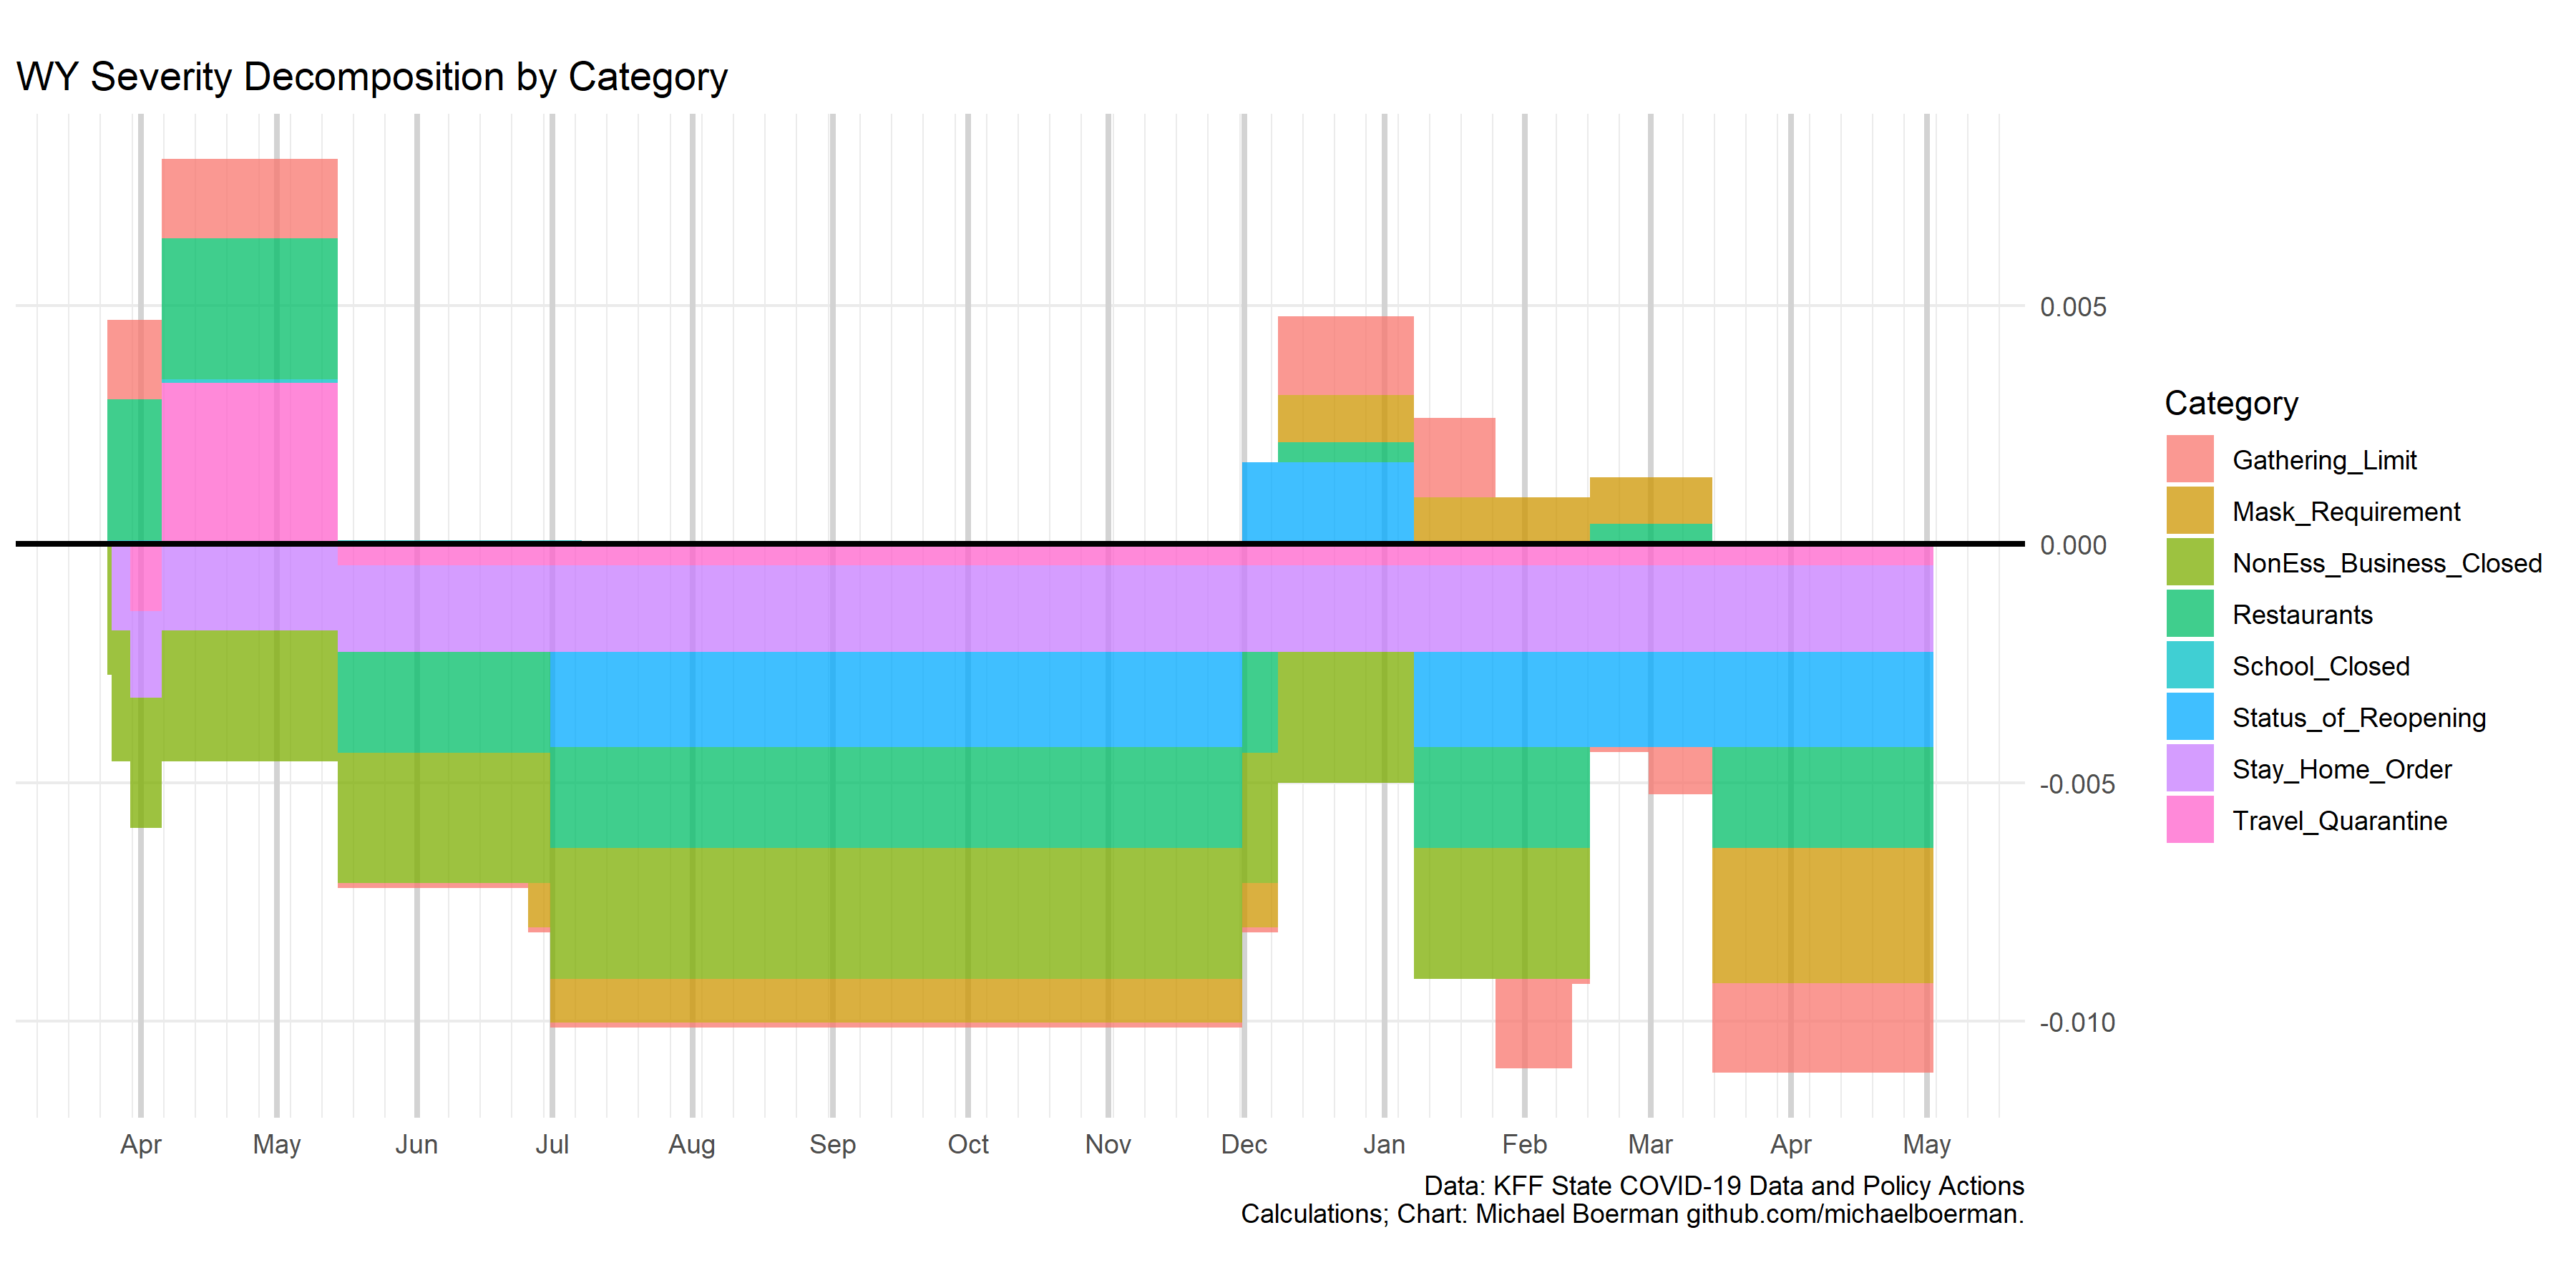 WY Severity Decomposition by Category
0.005
0.000
-0.005
-0.010
Apr May Jun Jul Aug Sep Oct Nov Dec Jan Feb Mar Apr May
Data: KFF State COVID-19 Data and Policy Actions
Calculations; Chart: Michael Boerman github.com/michaelboerman.
Category
Gathering_Limit
Mask_Requirement
NonEss_Business_Closed
Restaurants
School_Closed
Status_of_Reopening
Stay_Home_Order
Travel_Quarantine